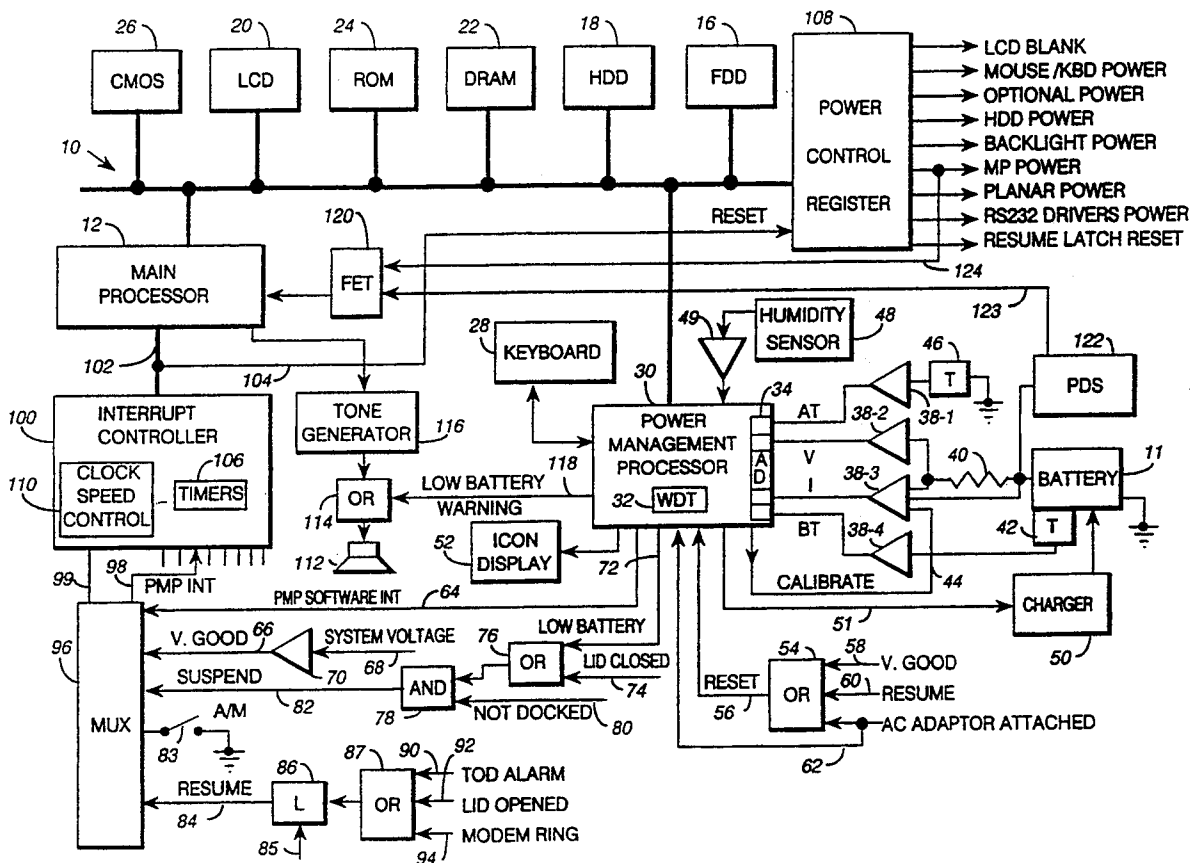 26 20 24 22 18 16 108
CMOS LCD ROM DRAM HDD FDD
POWER
CONTROL
REGISTER
LCD BLANK
MOUSE /KBD POWER
OPTIONAL POWER
HDD POWER
BACKLIGHT POWER
MP POWER
PLANAR POWER
RS232 DRIVERS POWER
RESUME LATCH RESET
10
12
MAIN
PROCESSOR
120
FET
RESET
124
123
102
104
28
KEYBOARD
49
HUMIDITY
SENSOR
48
46
T
122
PDS
100
INTERRUPT
CONTROLLER
110
CLOCK
SPEED
CONTROL
106
TIMERS
TONE
GENERATOR
116
30
POWER
MANAGEMENT
PROCESSOR
32
WDT
34
A
D
AT
V
I
BT
38-1
38-2
38-3
38-4
40
BATTERY
11
42
T
118
LOW BATTERY
WARNING
OR
114
112
52
ICON
DISPLAY
72
CALIBRATE
44
51
CHARGER
50
99
98
PMP INT
PMP SOFTWARE INT
64
96
MUX
V. GOOD
66
SYSTEM VOLTAGE
68
70
SUSPEND
82
AND
78
76
OR
LOW BATTERY
LID CLOSED
74
NOT DOCKED
80
A/M
83
RESET
56
54
OR
58
V. GOOD
60
RESUME
AC ADAPTOR ATTACHED
62
RESUME
84
86
L
85
87
OR
90
92
TOD ALARM
LID OPENED
MODEM RING
94